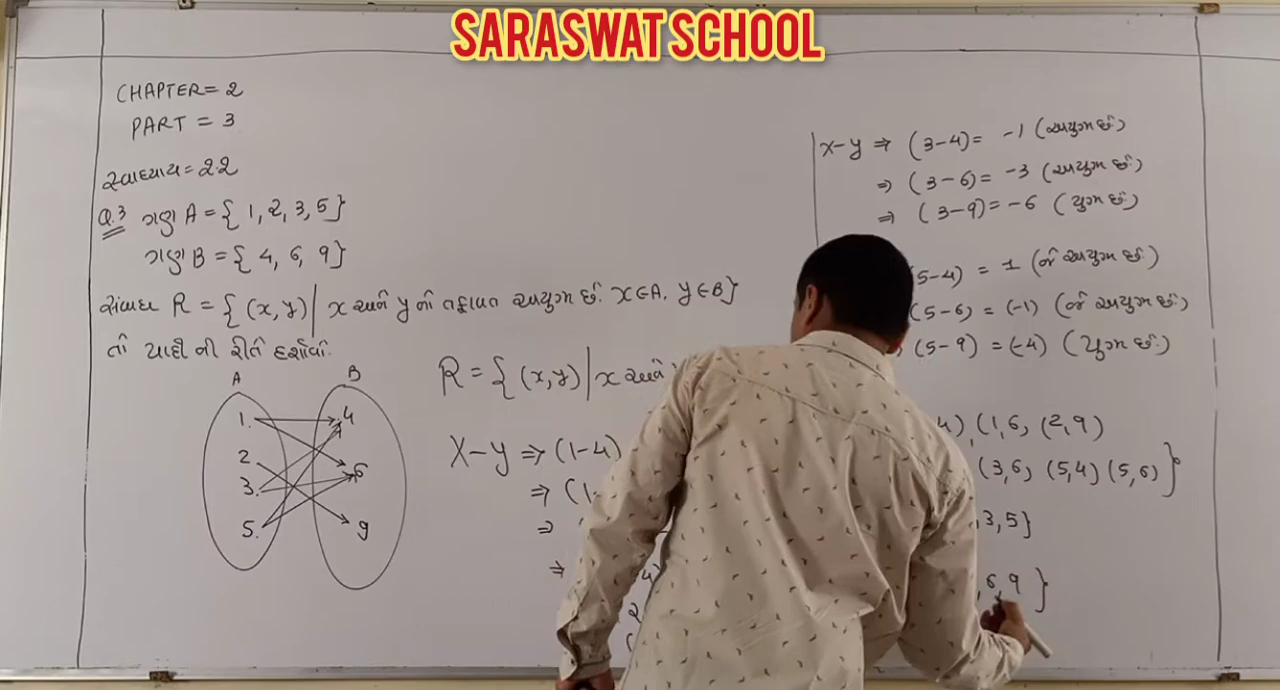 SARASWAT SCHOOL
CHAPTER = 2
PART = 3
સ્વાધ્યાય = 2.2
Q.3 ગણ A = { 1, 2, 3, 5 }
ગણ B = { 4, 6, 9 }
સંબંધ R = { (x, y) | x અને y નો તફાવત અયુગ્મ છે. x ∈ A, y ∈ B }
તો યાદી ની રીતે દર્શાવો.
A B
1. 4
2 6
3. 9
5.
R = { (x, y) | x અને
X - y ⇒ (1-4)
⇒ (1-
⇒
⇒ 4)
2
x-y ⇒ (3-4) = -1 (અયુગ્મ છે.)
⇒ (3-6) = -3 (અયુગ્મ છે.)
⇒ (3-9) = -6 (યુગ્મ છે.)
(5-4) = 1 (જે અયુગ્મ છે.)
(5-6) = (-1) (જે અયુગ્મ છે.)
(5-9) = (-4) (યુગ્મ છે.)
4), (1,6, (2,9)
(3,6, (5,4) (5,6) }
,3,5}
,6,9 }